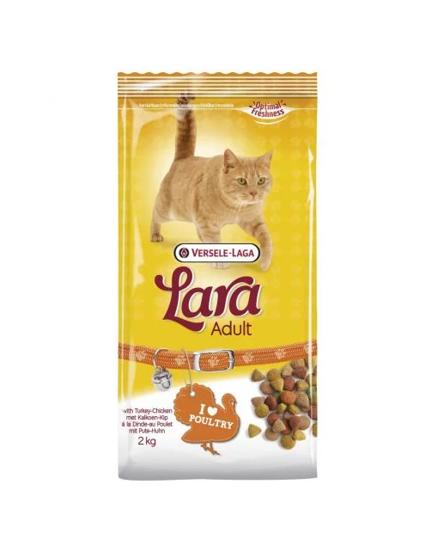 Optimal
Freshness
VERSELE-LAGA
Lara
Adult
I
POULTRY
with Turkey-Chicken
met Kalkoen-Kip
à la Dinde-au Poulet
mit Pute-Huhn
2 kg